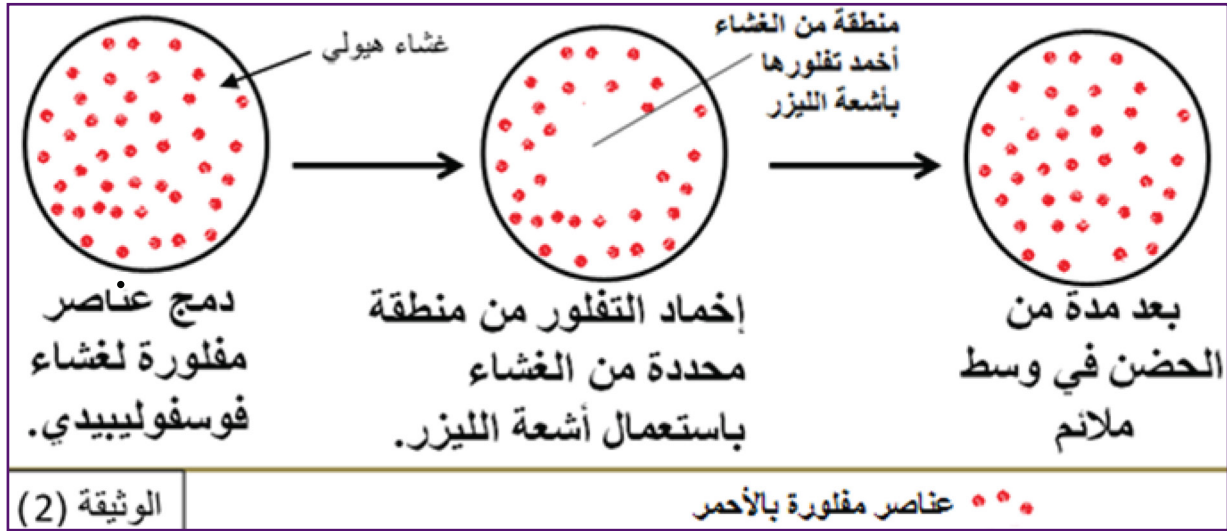 غشاء هيولي
منطقة من الغشاء
أخمد تفلورها
بأشعة الليزر
دمج عناصر
مفلورة لغشاء
فوسفوليبيدي.
إخماد التفلور من منطقة
محددة من الغشاء
باستعمال أشعة الليزر.
بعد مدة من
الحضن في وسط
ملائم
عناصر مفلورة بالأحمر
الوثيقة (2)